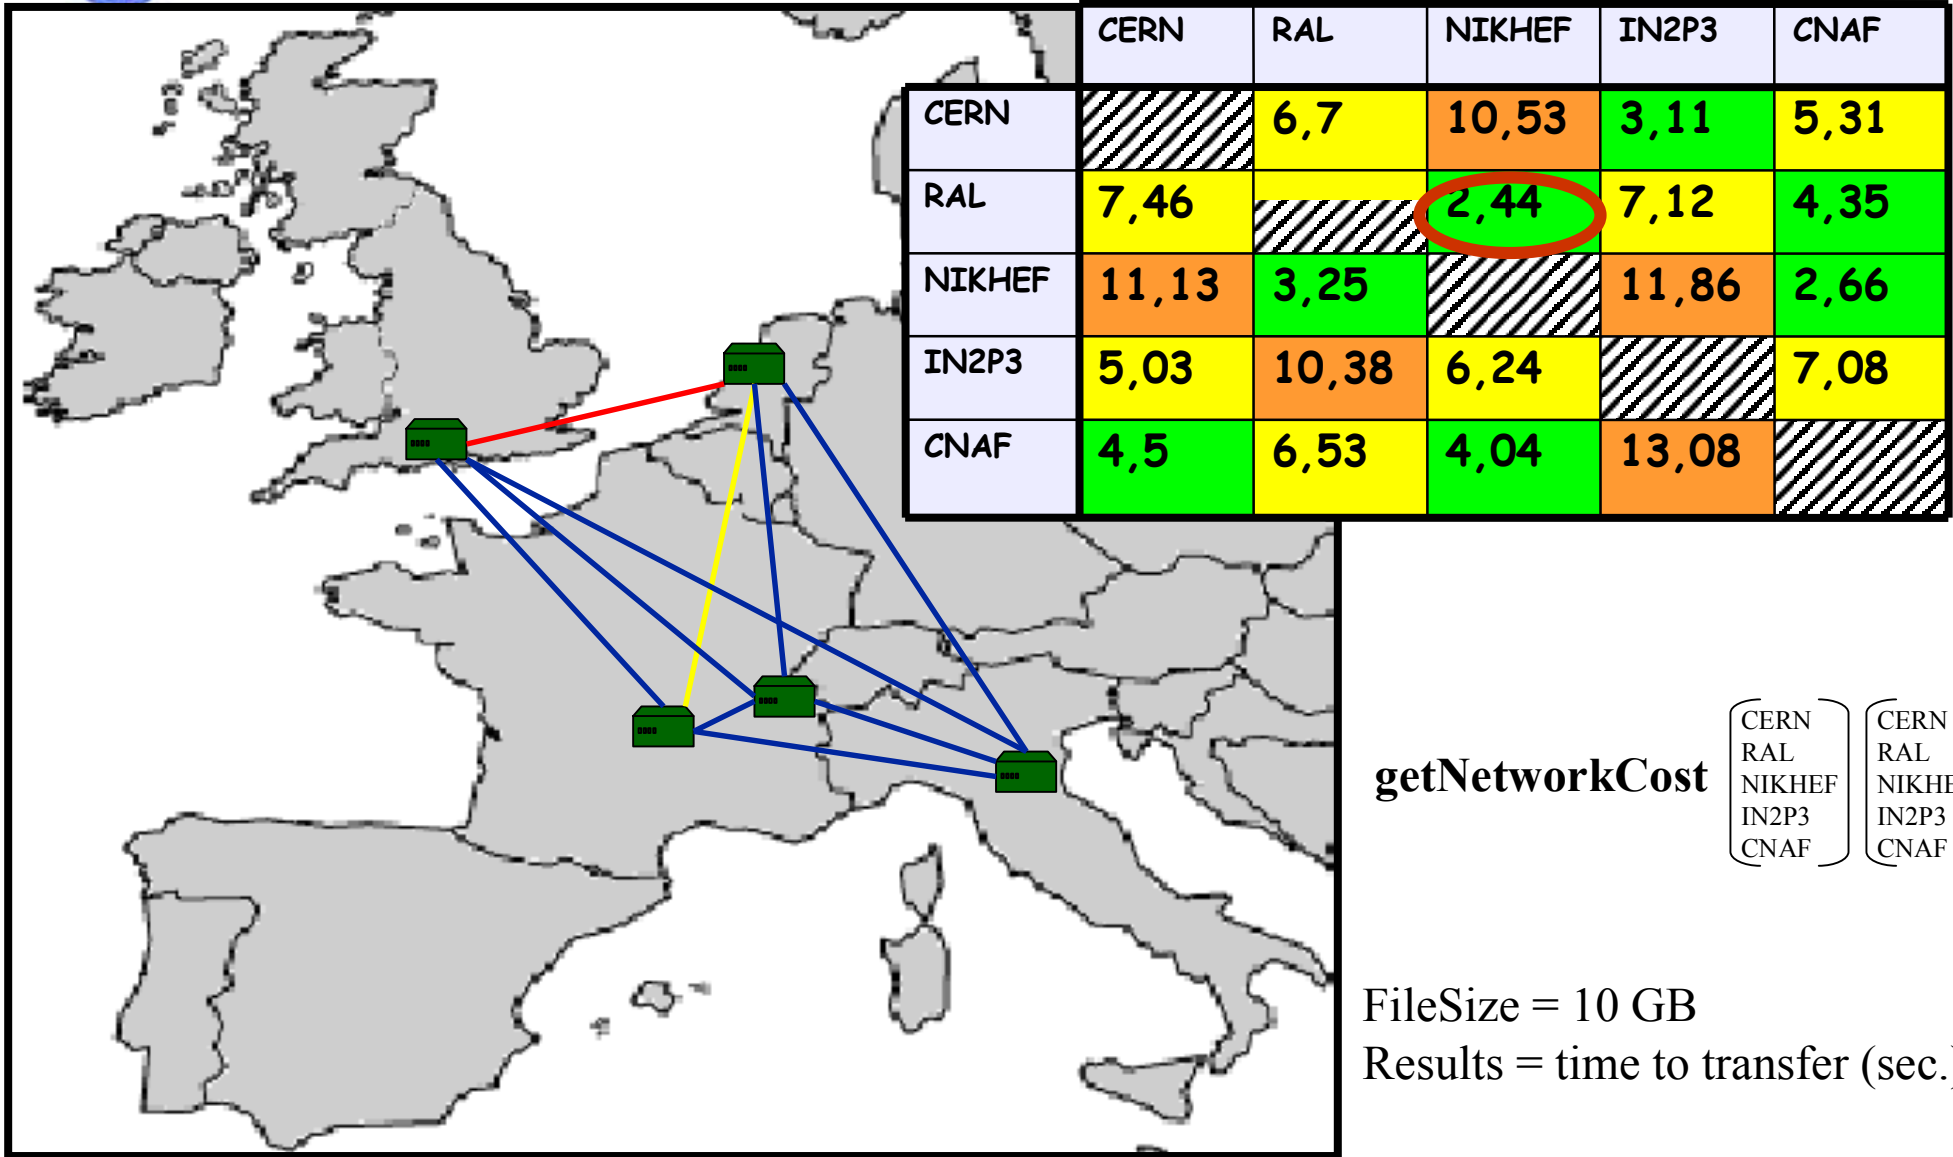 CERN RAL NIKHEF IN2P3 CNAF
CERN 6,7 10,53 3,11 5,31
RAL 7,46 2,44 7,12 4,35
NIKHEF 11,13 3,25 11,86 2,66
IN2P3 5,03 10,38 6,24 7,08
CNAF 4,5 6,53 4,04 13,08
getNetworkCost
CERN CERN
RAL RAL
NIKHEF NIKHE
IN2P3 IN2P3
CNAF CNAF
FileSize = 10 GB
Results = time to transfer (sec.)